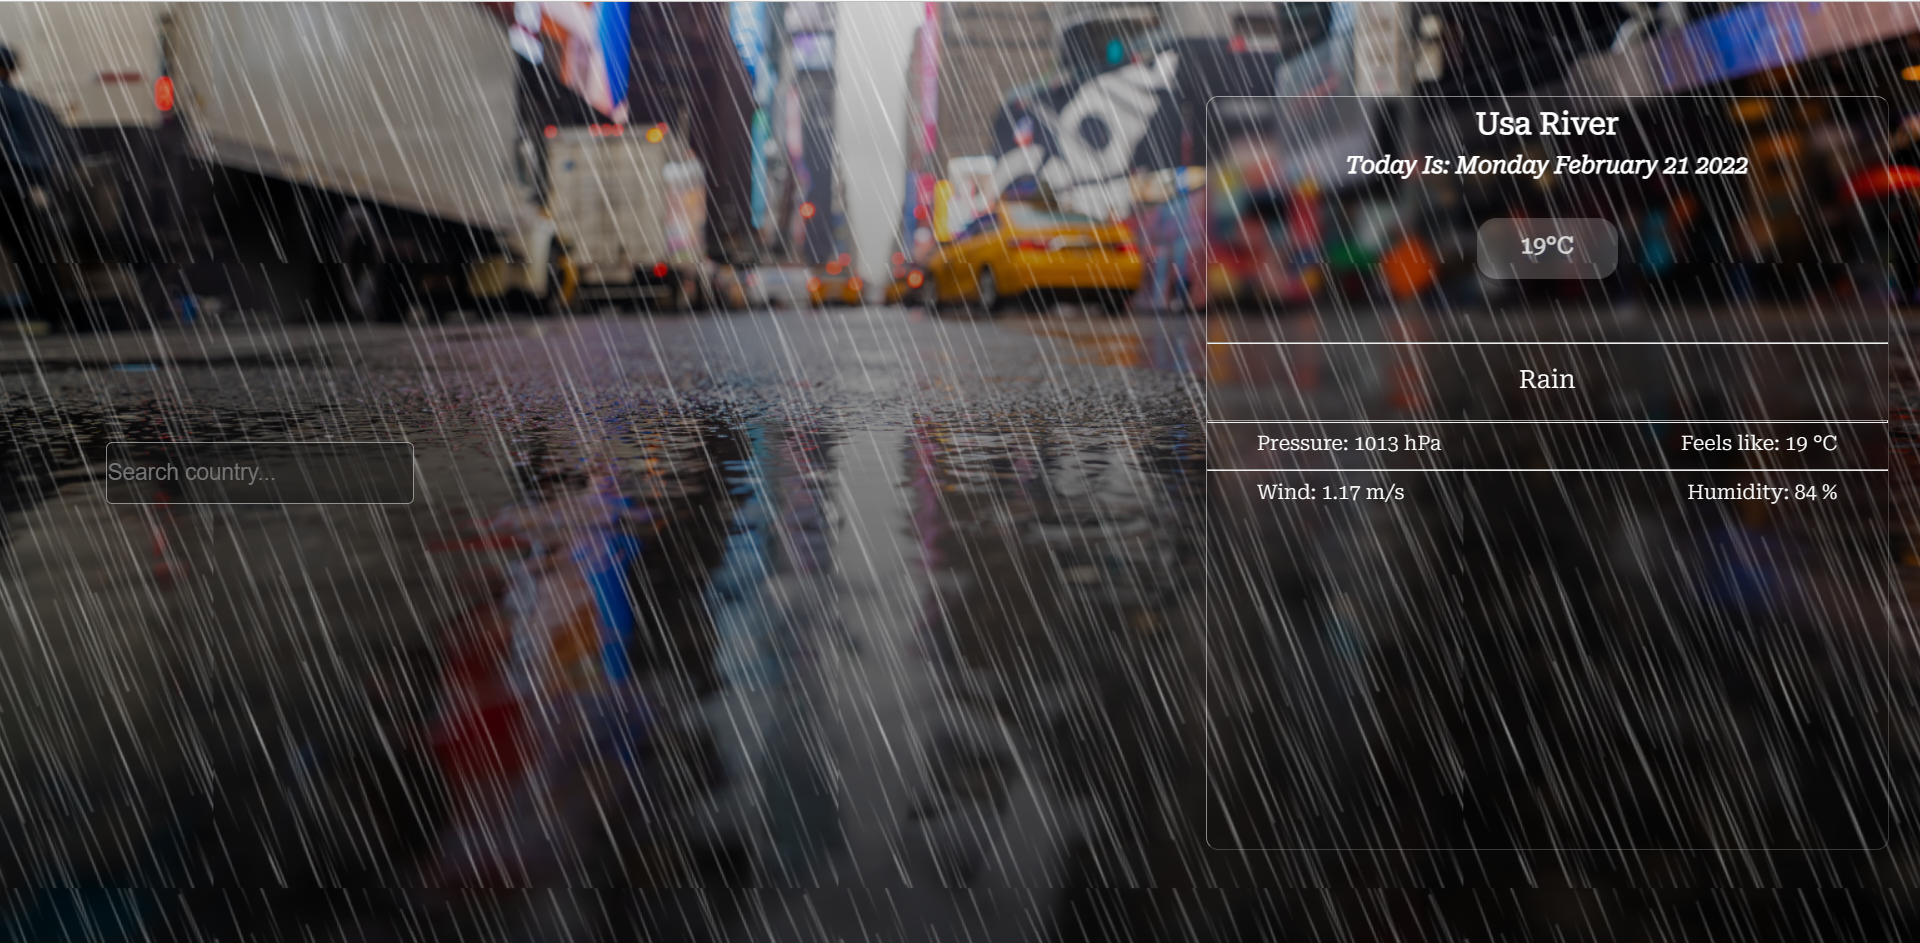 Usa River
Today Is: Monday February 21 2022
19°C
Rain
Search country...
Pressure: 1013 hPa
Feels like: 19 °C
Wind: 1.17 m/s
Humidity: 84 %